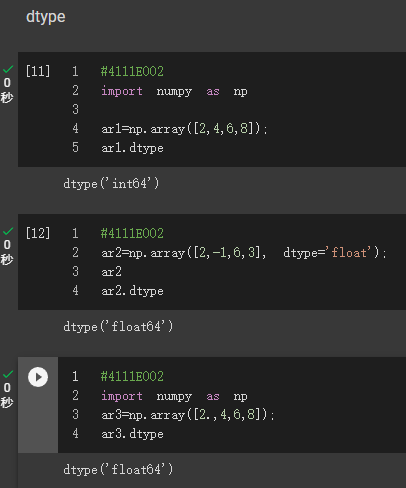 dtype
[11] 1 #4111E002
0 2 import numpy as np
秒 3
4 ar1=np.array([2,4,6,8]);
5 ar1.dtype
dtype('int64')
[12] 1 #4111E002
0 2 ar2=np.array([2,-1,6,3], dtype='float');
秒 3 ar2
4 ar2.dtype
dtype('float64')
1 #4111E002
0 2 import numpy as np
秒 3 ar3=np.array([2.,4,6,8]);
4 ar3.dtype
dtype('float64')